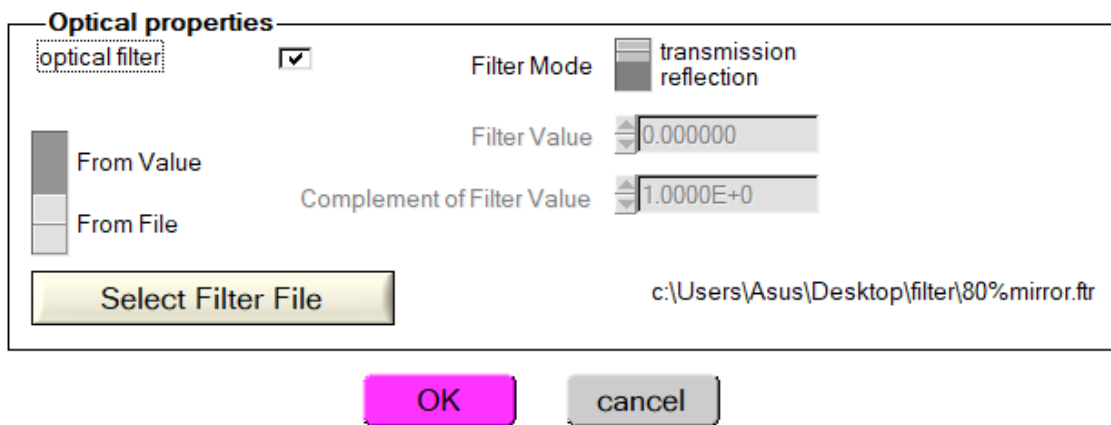 Optical properties
optical filter
Filter Mode
transmission
reflection
From Value
From File
Filter Value
0.000000
Complement of Filter Value
1.0000E+0
Select Filter File
c:\Users\Asus\Desktop\filter\80%mirror.ftr
OK
cancel